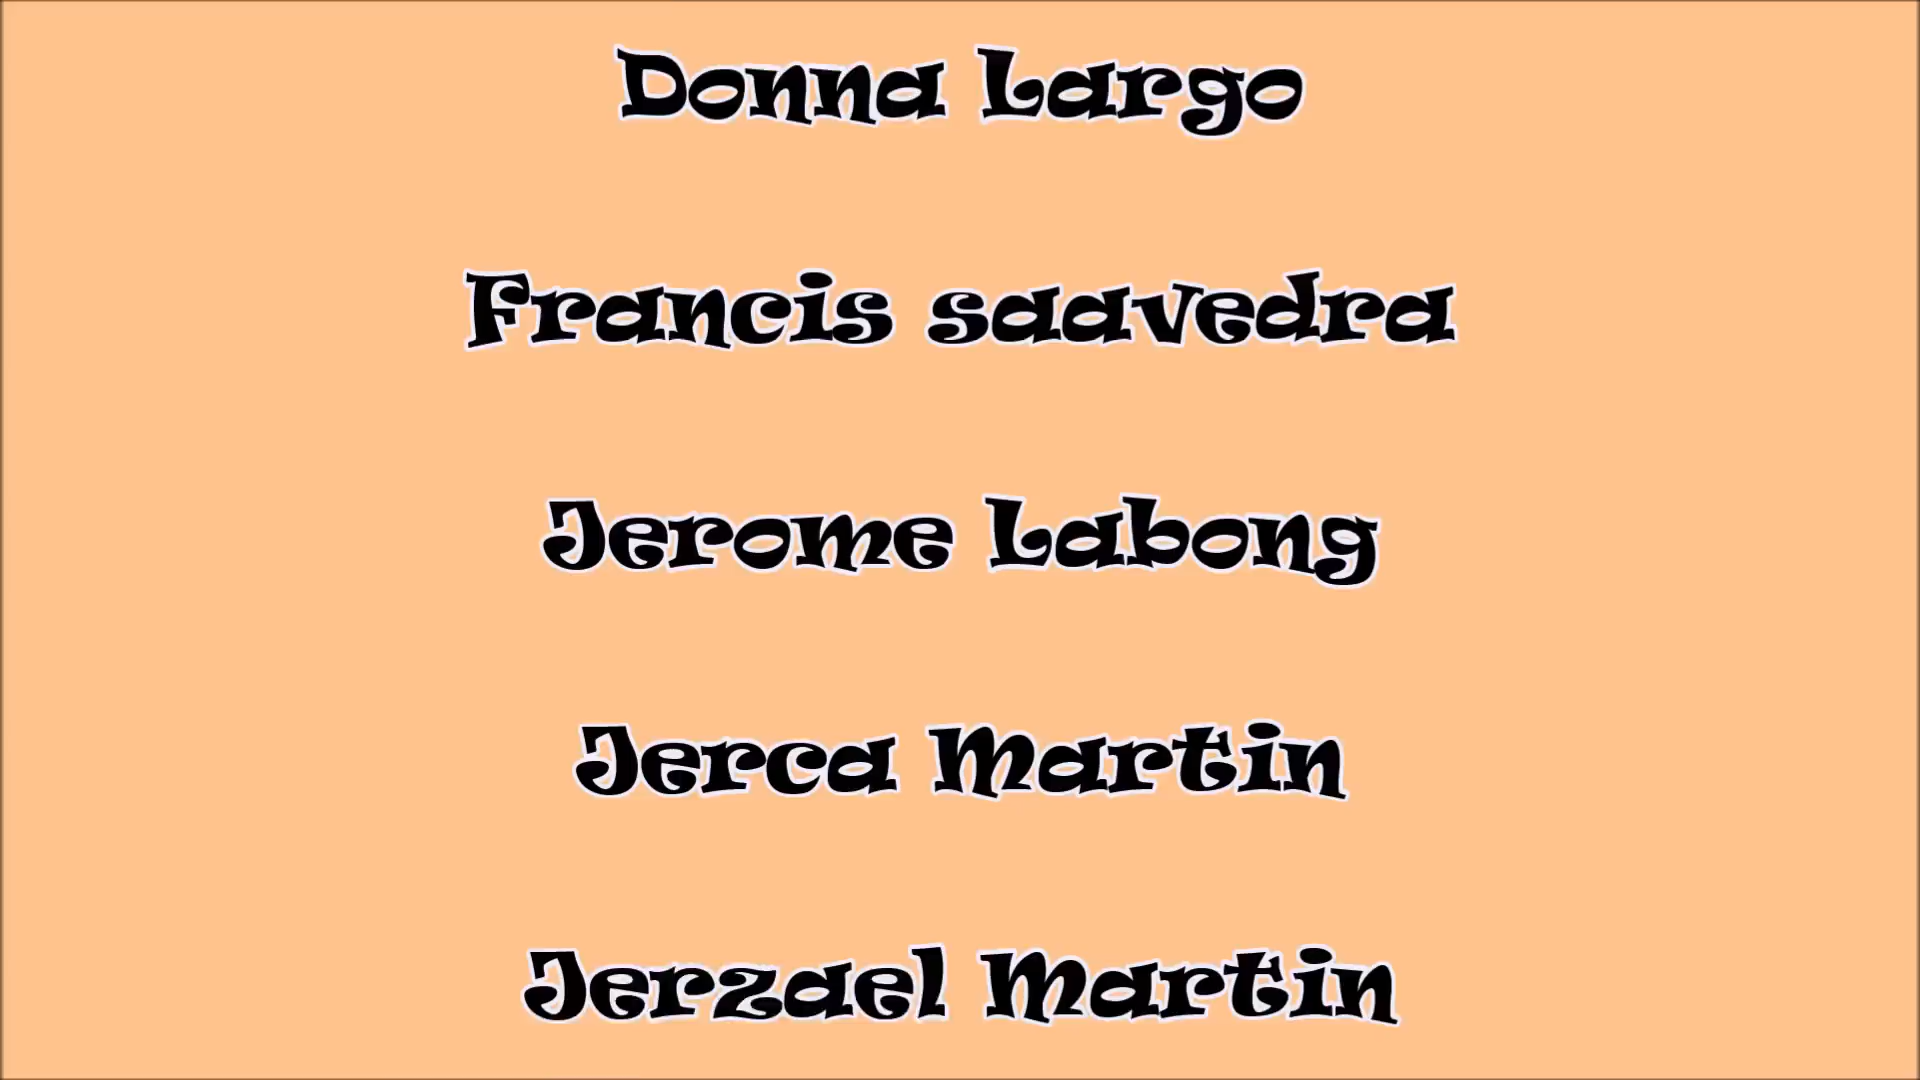 Donna Largo
Francis saavedra
Jerome Labong
Jerca Martin
Jerzael Martin